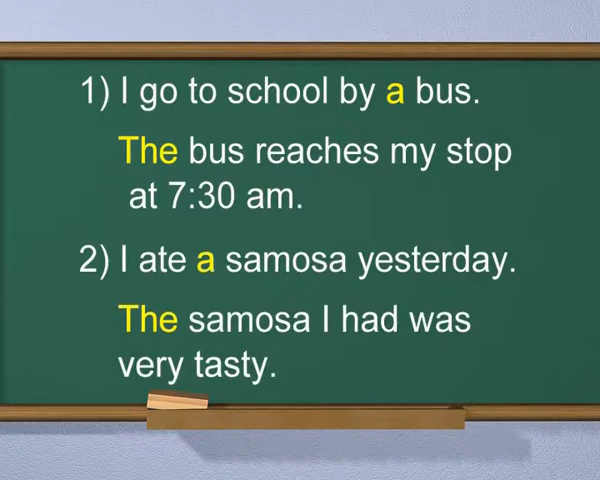 1) I go to school by a bus.
The bus reaches my stop
at 7:30 am.
2) I ate a samosa yesterday.
The samosa I had was
very tasty.